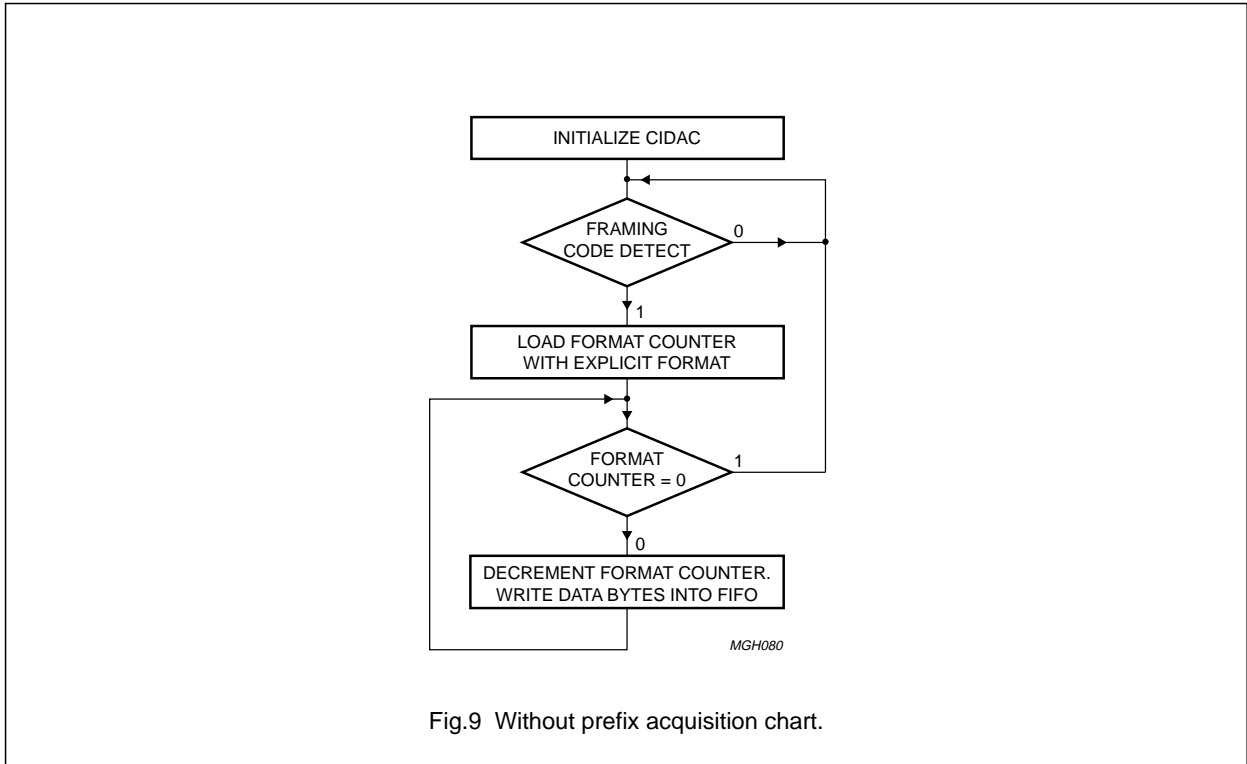 INITIALIZE CIDAC
FRAMING
CODE DETECT
0
1
LOAD FORMAT COUNTER
WITH EXPLICIT FORMAT
FORMAT
COUNTER = 0
1
0
DECREMENT FORMAT COUNTER.
WRITE DATA BYTES INTO FIFO
MGH080
Fig.9 Without prefix acquisition chart.